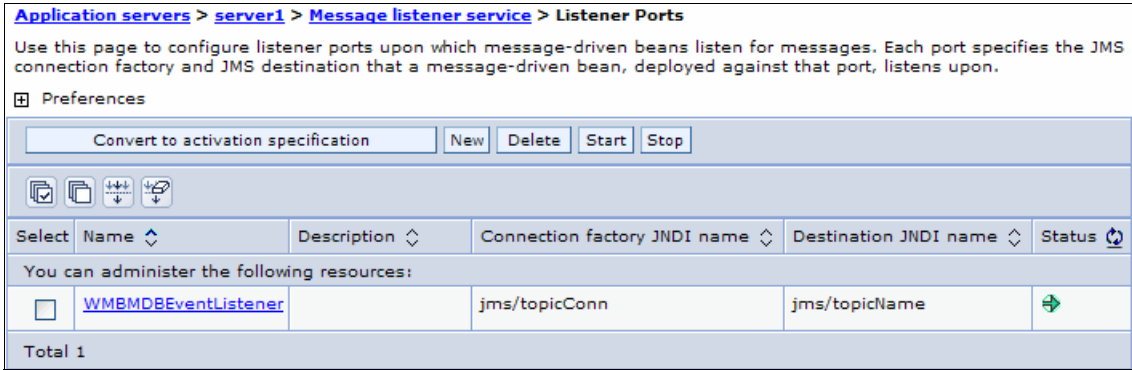 Application servers > server1 > Message listener service > Listener Ports
Use this page to configure listener ports upon which message-driven beans listen for messages. Each port specifies the JMS
connection factory and JMS destination that a message-driven bean, deployed against that port, listens upon.
Preferences
Convert to activation specification New Delete Start Stop
Select Name Description Connection factory JNDI name Destination JNDI name Status
You can administer the following resources:
WMBMDBEventListener jms/topicConn jms/topicName
Total 1